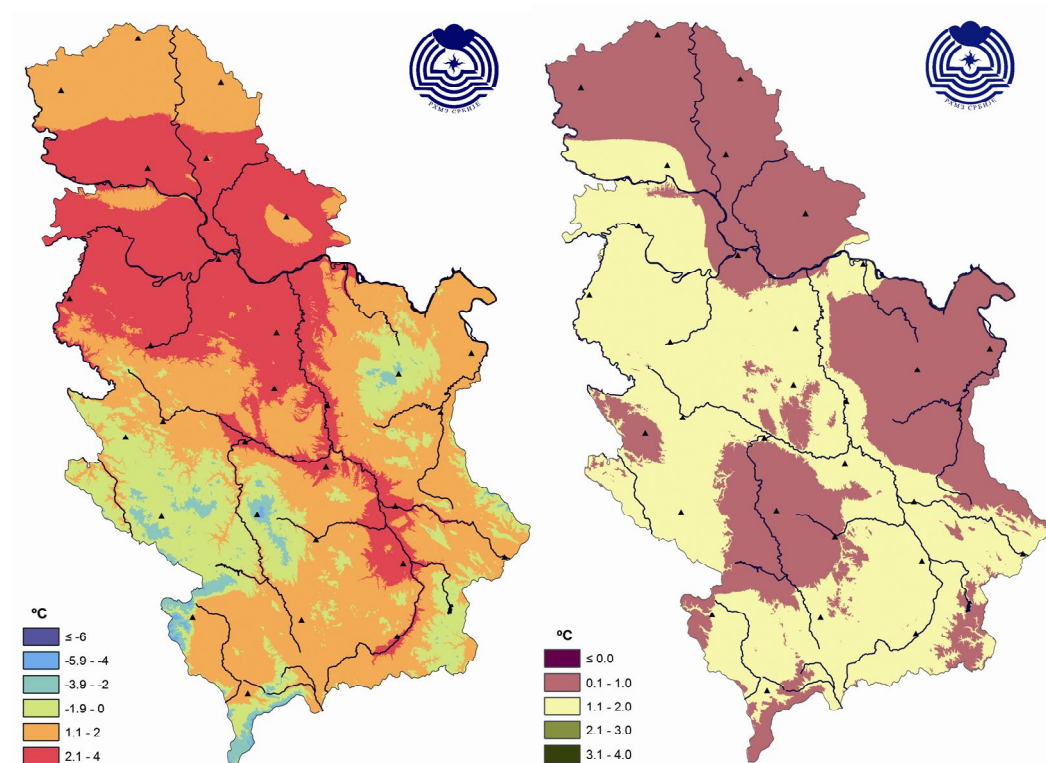 РХМЗ СРБИЈЕ
РХМЗ СРБИЈЕ
ºC
≤ -6
-5.9 - -4
-3.9 - -2
-1.9 - 0
1.1 - 2
2.1 - 4
ºC
≤ 0.0
0.1 - 1.0
1.1 - 2.0
2.1 - 3.0
3.1 - 4.0